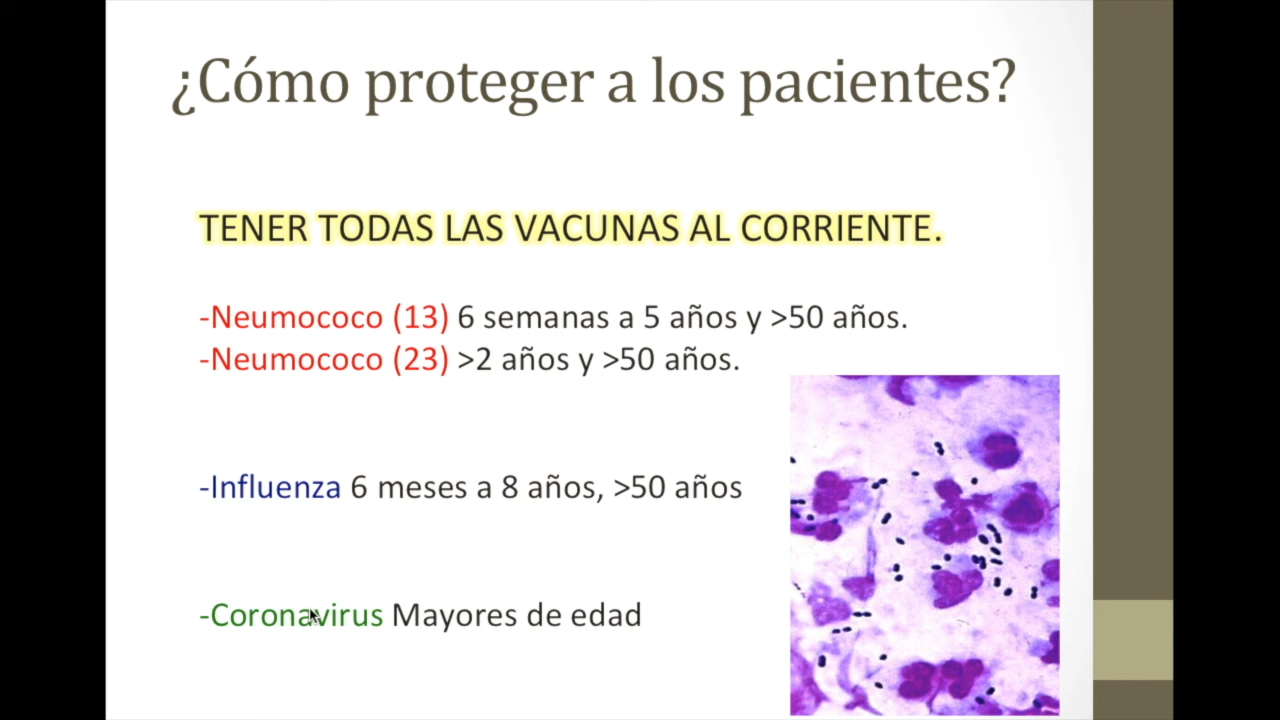 ¿Cómo proteger a los pacientes?
TENER TODAS LAS VACUNAS AL CORRIENTE.
-Neumococo (13) 6 semanas a 5 años y >50 años.
-Neumococo (23) >2 años y >50 años.
-Influenza 6 meses a 8 años, >50 años
-Coronavirus Mayores de edad